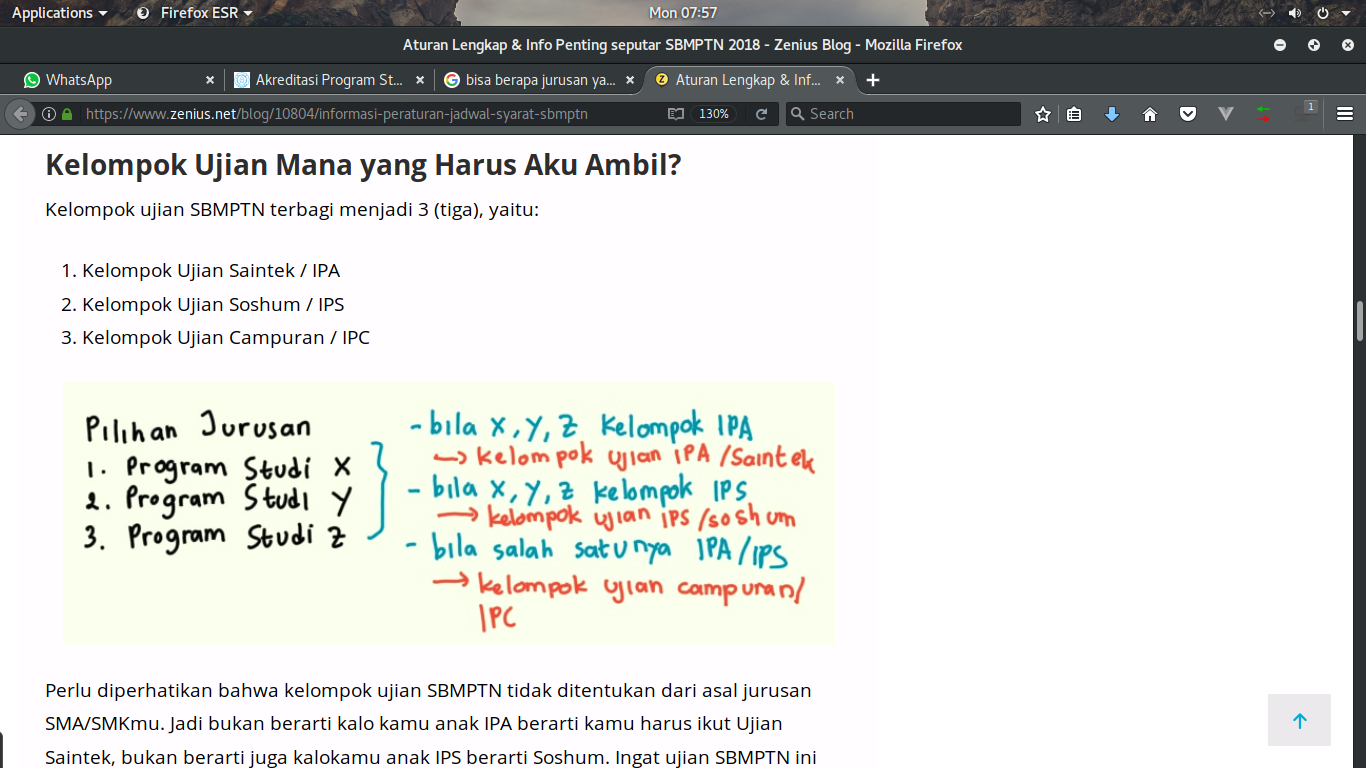 Applications Firefox ESR Mon 07:57
Aturan Lengkap & Info Penting seputar SBMPTN 2018 - Zenius Blog - Mozilla Firefox
WhatsApp Akreditasi Program St... bisa berapa jurusan ya... Aturan Lengkap & Inf...
https://www.zenius.net/blog/10804/informasi-peraturan-jadwal-syarat-sbmptn 130% Search 1
Kelompok Ujian Mana yang Harus Aku Ambil?
Kelompok ujian SBMPTN terbagi menjadi 3 (tiga), yaitu:
1. Kelompok Ujian Saintek / IPA
2. Kelompok Ujian Soshum / IPS
3. Kelompok Ujian Campuran / IPC
Pilihan Jurusan
1. Program Studi X
2. Program Studi Y
3. Program Studi Z
- bila X, Y, Z Kelompok IPA
→ kelompok ujian IPA /Saintek
- bila X, Y, Z kelompok IPS
→ kelompok ujian IPS /soshum
- bila salah satunya IPA/IPS
→ kelompok ujian campuran/
IPC
Perlu diperhatikan bahwa kelompok ujian SBMPTN tidak ditentukan dari asal jurusan
SMA/SMKmu. Jadi bukan berarti kalo kamu anak IPA berarti kamu harus ikut Ujian
Saintek, bukan berarti juga kalokamu anak IPS berarti Soshum. Ingat ujian SBMPTN ini